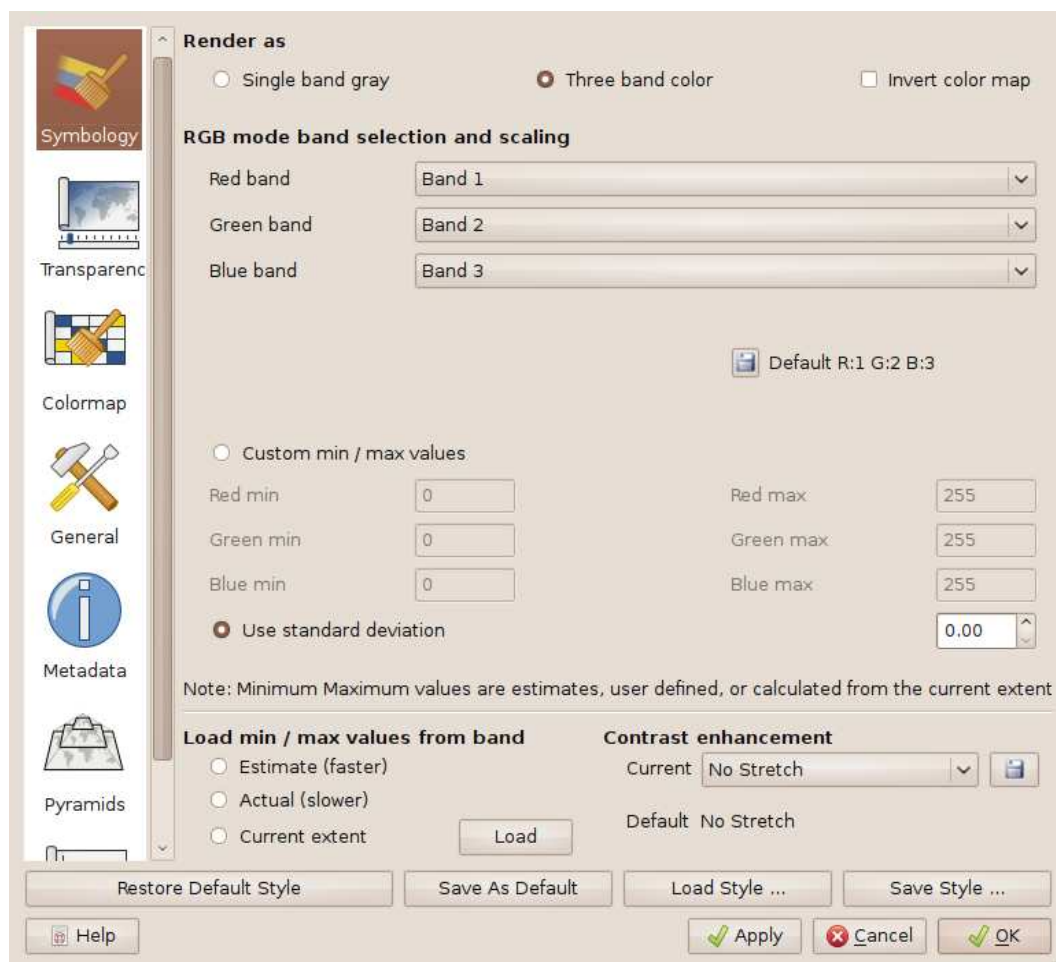 Symbology
Transparenc
Colormap
General
Metadata
Pyramids
Render as
Single band gray
Three band color
Invert color map
RGB mode band selection and scaling
Red band
Band 1
Green band
Band 2
Blue band
Band 3
Default R:1 G:2 B:3
Custom min / max values
Red min
0
Red max
255
Green min
0
Green max
255
Blue min
0
Blue max
255
Use standard deviation
0.00
Note: Minimum Maximum values are estimates, user defined, or calculated from the current extent
Load min / max values from band
Estimate (faster)
Actual (slower)
Current extent
Load
Contrast enhancement
Current
No Stretch
Default No Stretch
Restore Default Style
Save As Default
Load Style ...
Save Style ...
Help
Apply
Cancel
OK